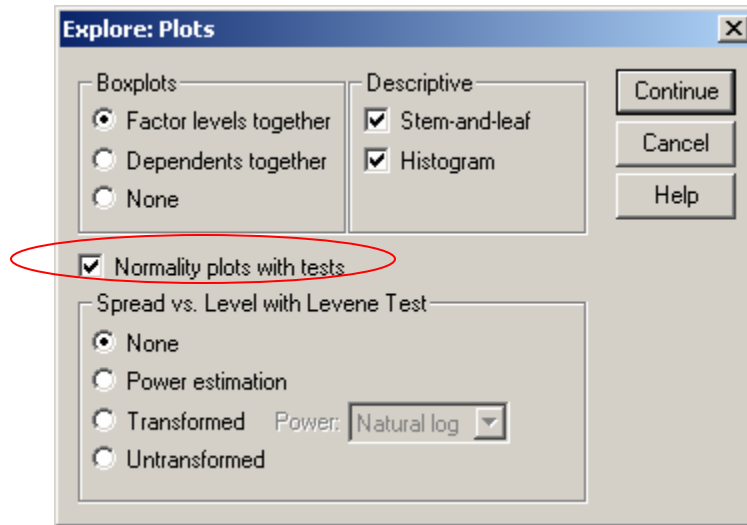 Explore: Plots
Boxplots
Factor levels together
Dependents together
None
Descriptive
Stem-and-leaf
Histogram
Continue
Cancel
Help
Normality plots with tests
Spread vs. Level with Levene Test
None
Power estimation
Transformed Power: Natural log
Untransformed